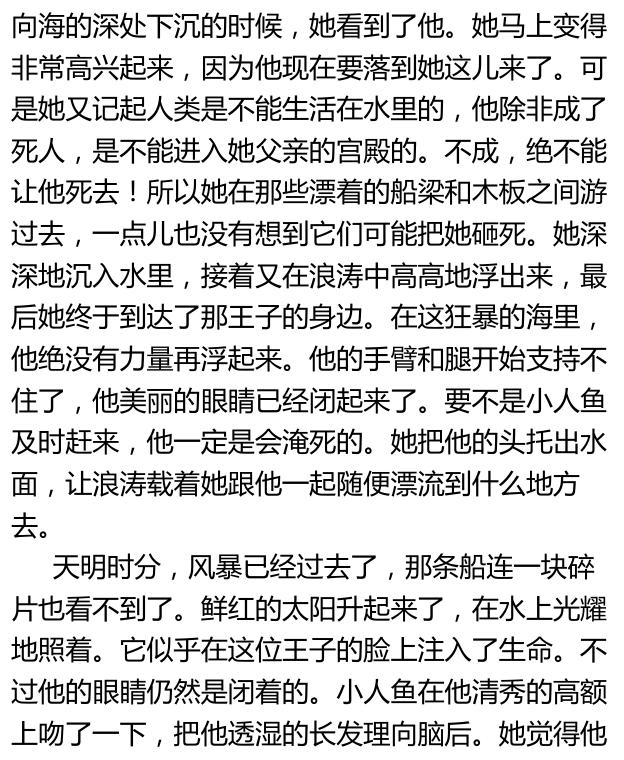 向海的深处下沉的时候，她看到了他。她马上变得
非常高兴起来，因为他现在要落到她这儿来了。可
是她又记起人类是不能生活在水里的，他除非成了
死人，是不能进入她父亲的宫殿的。不成，绝不能
让他死去！所以她在那些漂着的船梁和木板之间游
过去，一点儿也没有想到它们可能把她砸死。她深
深地沉入水里，接着又在浪涛中高高地浮出来，最
后她终于到达了那王子的身边。在这狂暴的海里，
他绝没有力量再浮起来。他的手臂和腿开始支持不
住了，他美丽的眼睛已经闭起来了。要不是小人鱼
及时赶来，他一定是会淹死的。她把他的头托出水
面，让浪涛载着她跟他一起随便漂流到什么地方
去。
天明时分，风暴已经过去了，那条船连一块碎
片也看不到了。鲜红的太阳升起来了，在水上光耀
地照着。它似乎在这位王子的脸上注入了生命。不
过他的眼睛仍然是闭着的。小人鱼在他清秀的高额
上吻了一下，把他透湿的长发理向脑后。她觉得他